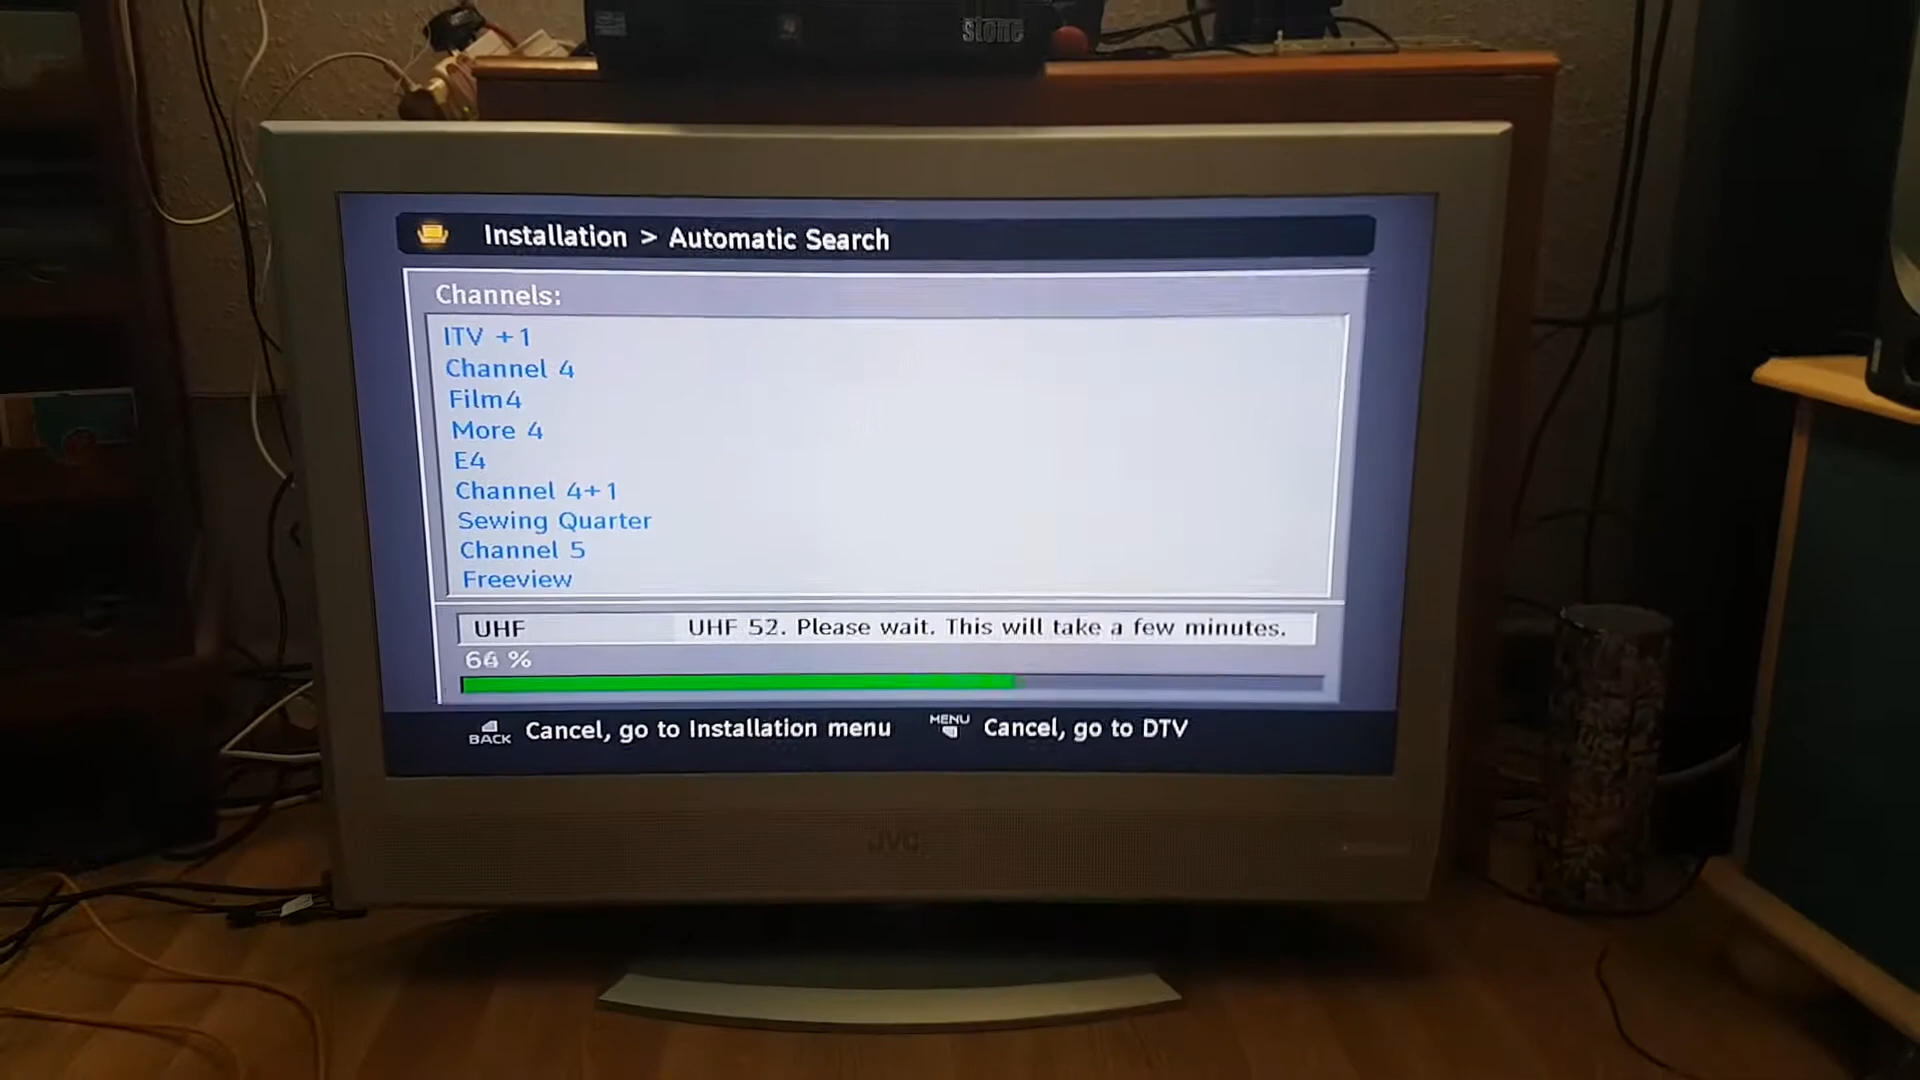 stone
Installation > Automatic Search
Channels:
ITV +1
Channel 4
Film4
More 4
E4
Channel 4+1
Sewing Quarter
Channel 5
Freeview
UHF UHF 52. Please wait. This will take a few minutes.
64 %
BACK Cancel, go to Installation menu MENU Cancel, go to DTV
JVC